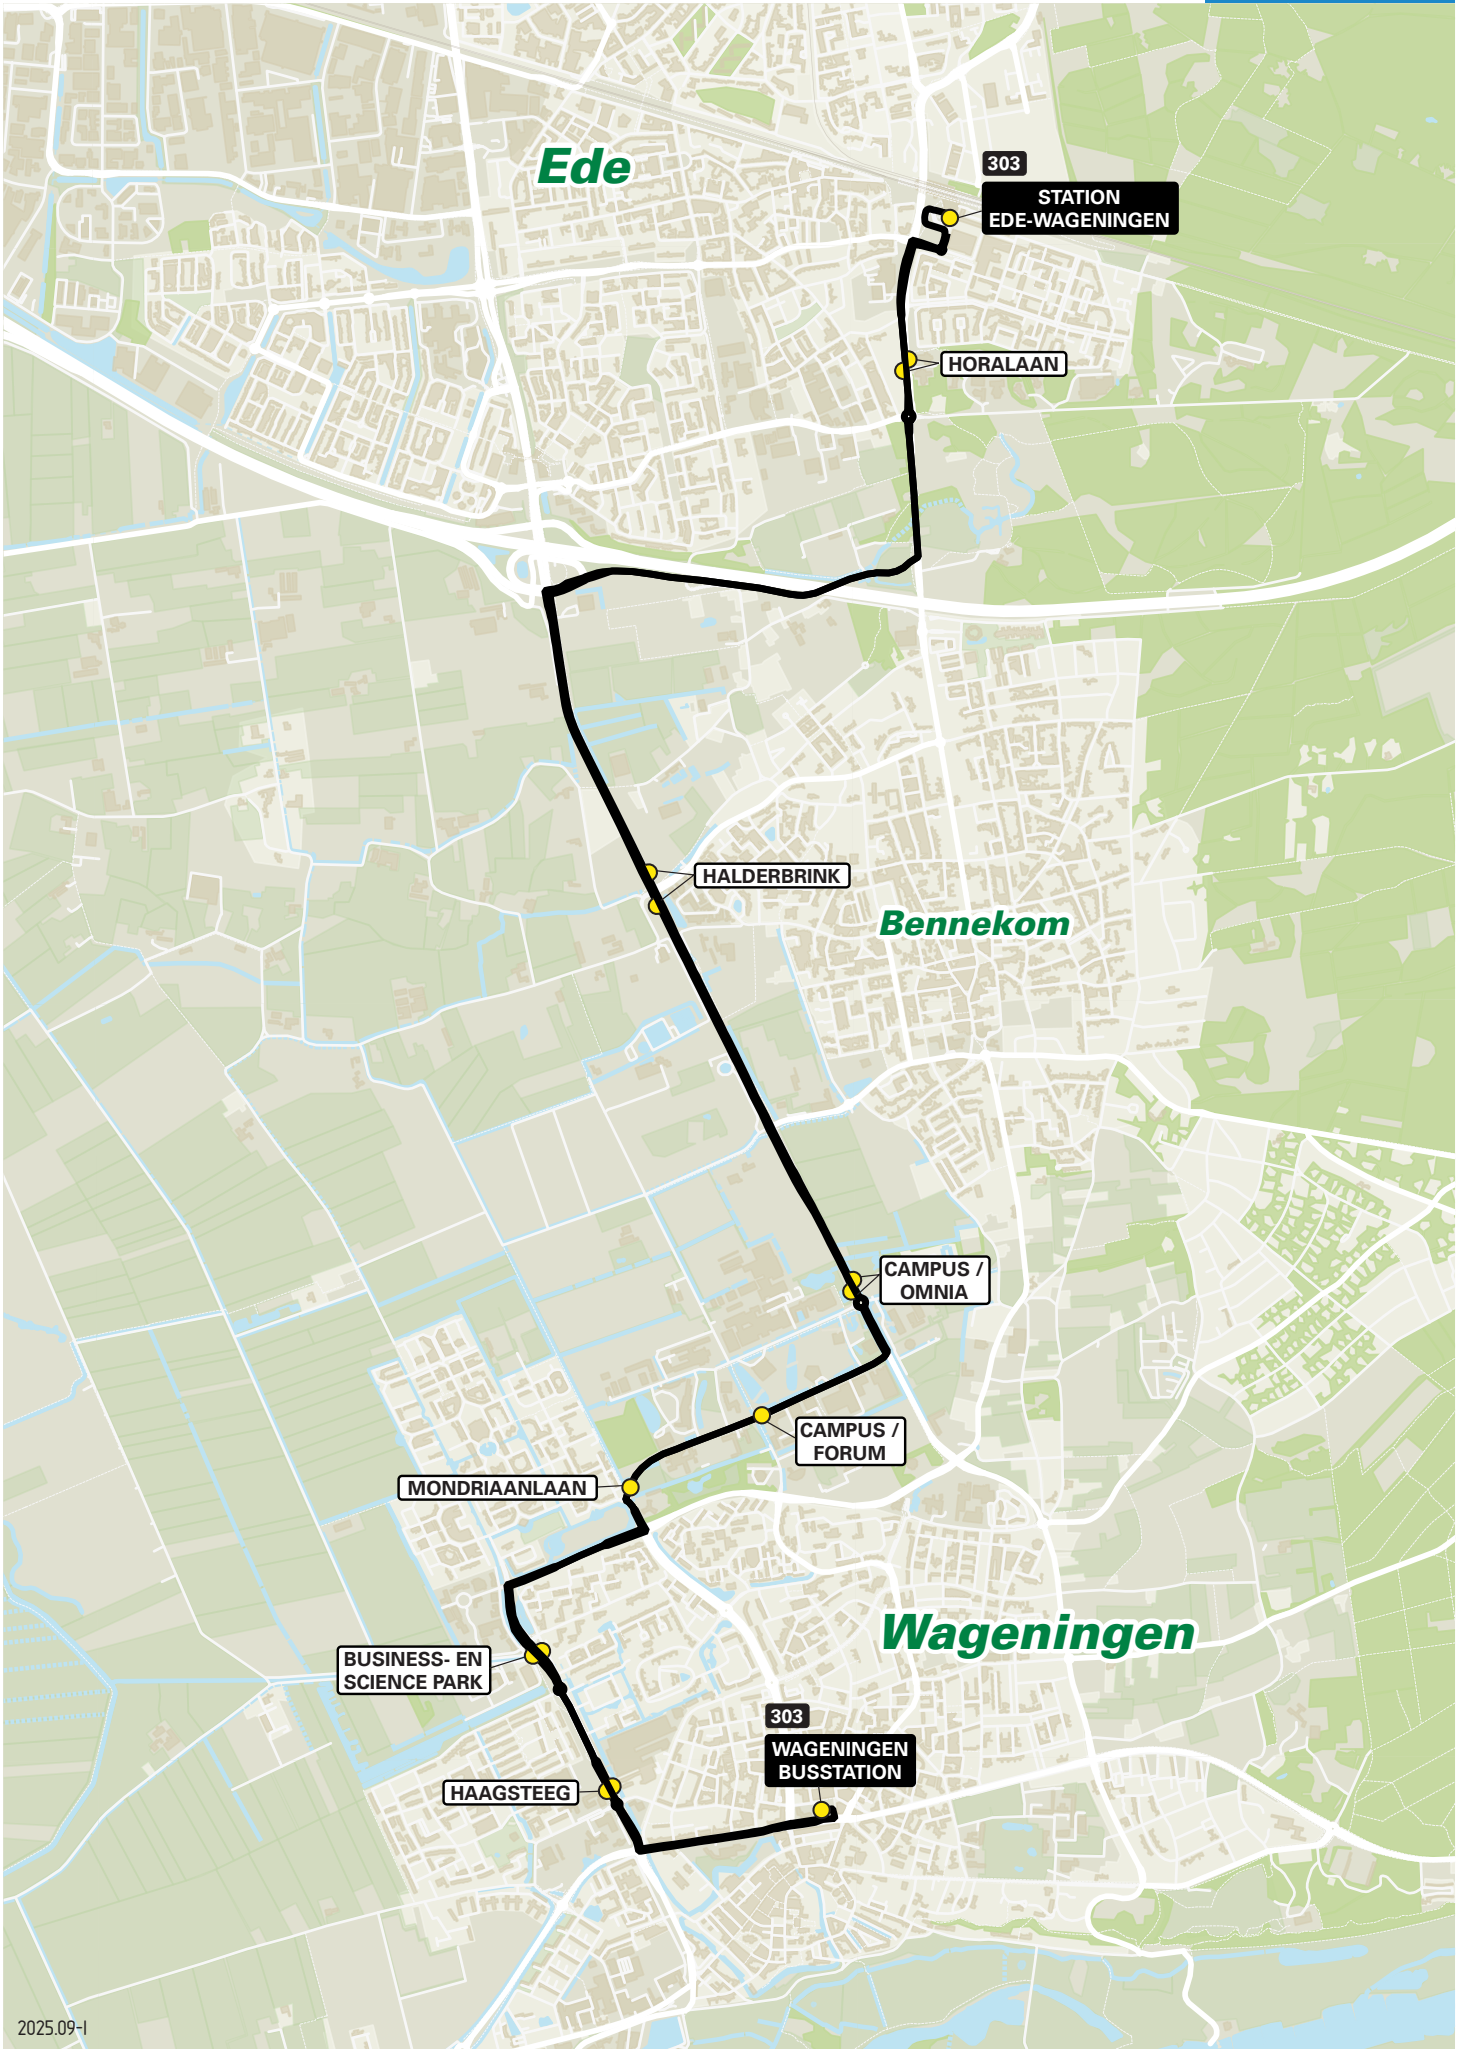 Ede
303
STATION
EDE-WAGENINGEN
HORALAAN
HALDERBRINK
Bennekom
CAMPUS /
OMNIA
CAMPUS /
FORUM
MONDRIAANLAAN
Wageningen
BUSINESS- EN
SCIENCE PARK
303
WAGENINGEN
BUSSTATION
HAAGSTEEG
2025.09-I